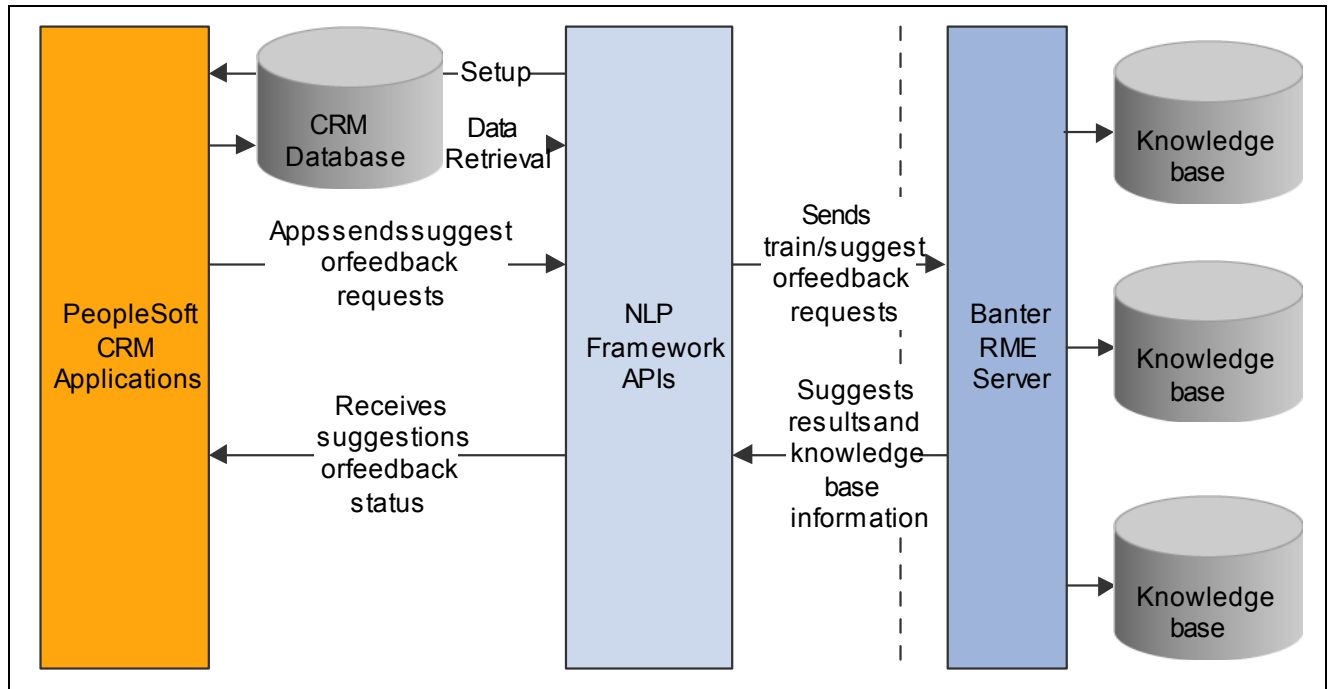 Setup
CRM
Database
Data
Retrieval
Knowledge
base
Appssendssuggest
orfeedback
requests
Sends
train/suggest
orfeedback
requests
PeopleSoft
CRM
Applications
NLP
Framework
APIs
Banter
RME
Server
Knowledge
base
Receives
suggestions
orfeedback
status
Suggests
resultsand
knowledge
base
information
Knowledge
base